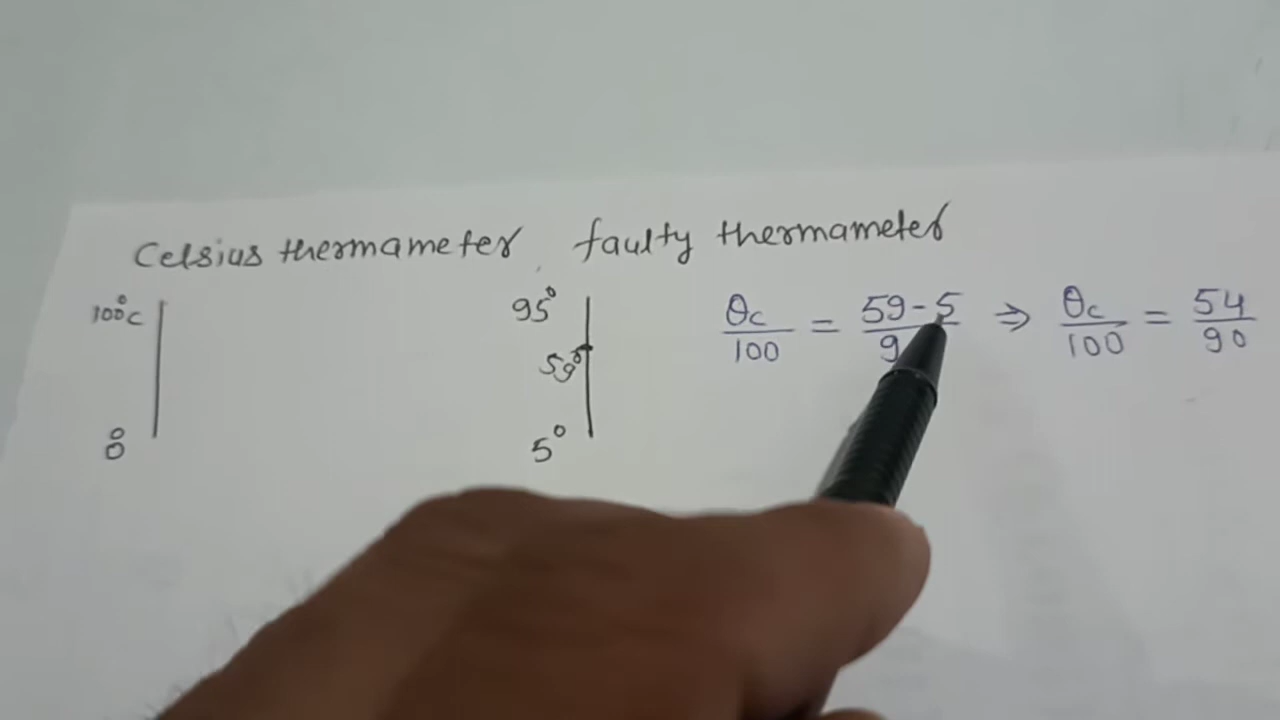 Celsius thermameter faulty thermameter
100°C
0°
95°
59°
5°
θc/100 = 59-5/9 ⇒ θc/100 = 54/90